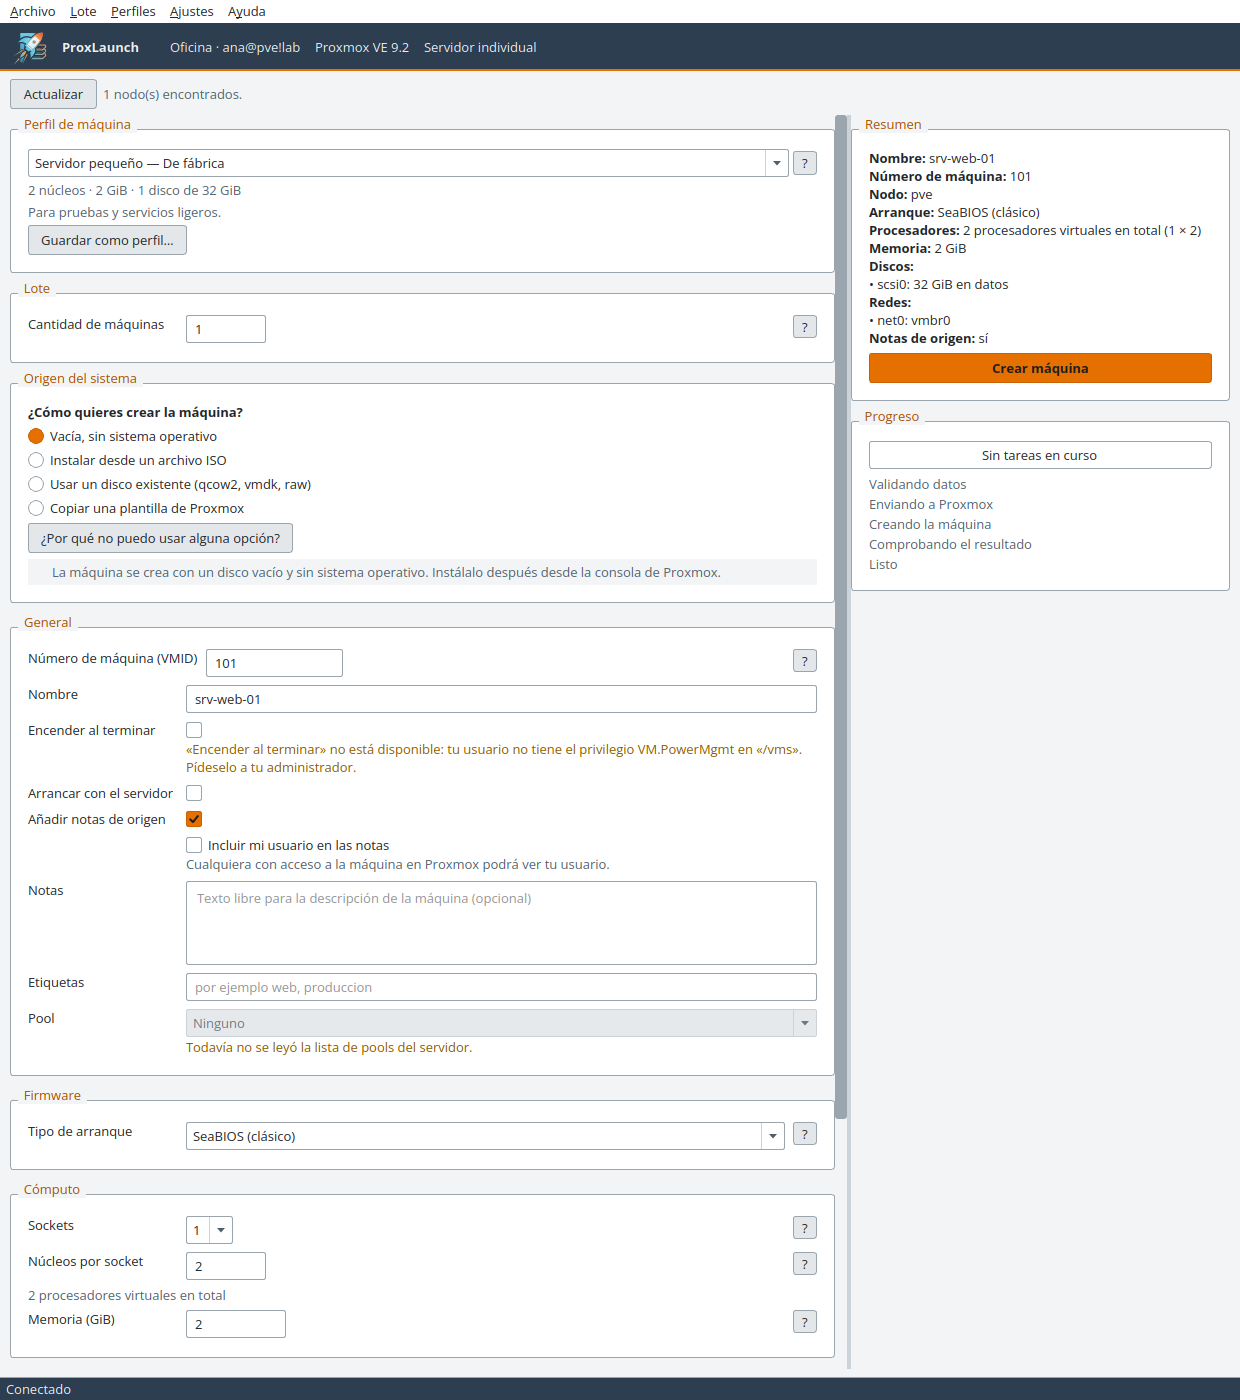 Archivo Lote Perfiles Ajustes Ayuda
ProxLaunch Oficina · ana@pve!lab Proxmox VE 9.2 Servidor individual
Actualizar 1 nodo(s) encontrados.
Perfil de máquina
Servidor pequeño — De fábrica ?
2 núcleos · 2 GiB · 1 disco de 32 GiB
Para pruebas y servicios ligeros.
Guardar como perfil...
Lote
Cantidad de máquinas 1 ?
Origen del sistema
¿Cómo quieres crear la máquina?
Vacía, sin sistema operativo
Instalar desde un archivo ISO
Usar un disco existente (qcow2, vmdk, raw)
Copiar una plantilla de Proxmox
¿Por qué no puedo usar alguna opción?
La máquina se crea con un disco vacío y sin sistema operativo. Instálalo después desde la consola de Proxmox.
General
Número de máquina (VMID) 101 ?
Nombre srv-web-01
Encender al terminar
«Encender al terminar» no está disponible: tu usuario no tiene el privilegio VM.PowerMgmt en «/vms».
Pídeselo a tu administrador.
Arrancar con el servidor
Añadir notas de origen
Incluir mi usuario en las notas
Cualquiera con acceso a la máquina en Proxmox podrá ver tu usuario.
Notas Texto libre para la descripción de la máquina (opcional)
Etiquetas por ejemplo web, produccion
Pool Ninguno
Todavía no se leyó la lista de pools del servidor.
Firmware
Tipo de arranque SeaBIOS (clásico) ?
Cómputo
Sockets 1 ?
Núcleos por socket 2 ?
2 procesadores virtuales en total
Memoria (GiB) 2 ?
Resumen
Nombre: srv-web-01
Número de máquina: 101
Nodo: pve
Arranque: SeaBIOS (clásico)
Procesadores: 2 procesadores virtuales en total (1 × 2)
Memoria: 2 GiB
Discos:
• scsi0: 32 GiB en datos
Redes:
• net0: vmbr0
Notas de origen: sí
Crear máquina
Progreso
Sin tareas en curso
Validando datos
Enviando a Proxmox
Creando la máquina
Comprobando el resultado
Listo
Conectado